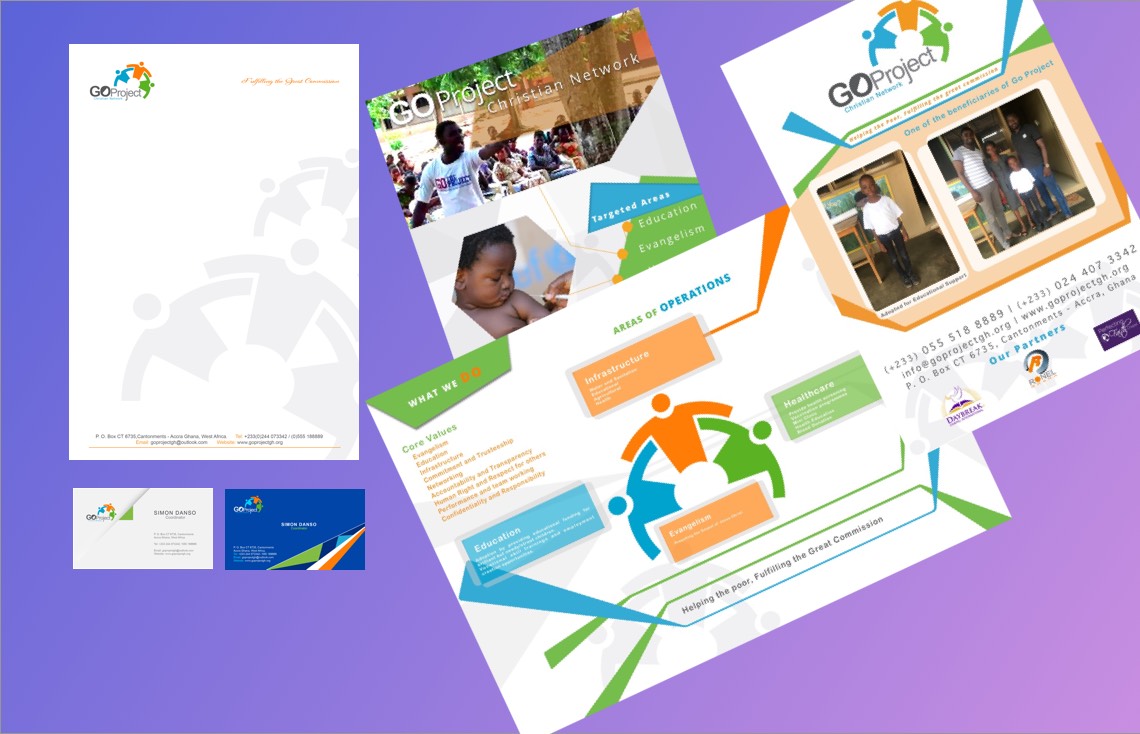 GOProject
Christian Network
Fulfilling the Great Commission
P. O. Box CT 6735,Cantonments - Accra Ghana, West Africa Tel: +233(0)244 073342 / (0)555 188889
Email: goprojectgh@outlook.com Website: www.goprojectgh.org
GOProject
SIMON DANSO
Coordinator
GOProject
SIMON DANSO
Coordinator
GO Project
Christian Network
GO
PROJECT
Targeted Areas
Education
Evangelism
GOProject
Christian Network
Helping the Poor, Fulfilling the great commission
One of the beneficiaries of Go Project
Adopted for Educational Support
(+233) 055 518 8889 | (+233) 024 407 3342
info@goprojectgh.org | www.goprojectgh.org
P. O. Box CT 6735, Cantonments - Accra, Ghana
Our Partners
DAYBREAK
RONEL
WHAT WE GO
Core Values
Evangelism
Education
Infrastructure
Commitment and Trusteeship
Networking
Accountability and Transparency
Human Right and Respect for others
Performance and team working
Confidentiality and Responsibility
AREAS OF OPERATIONS
Infrastructure
Healthcare
Education
Evangelism
Helping the poor, Fulfilling the Great Commission